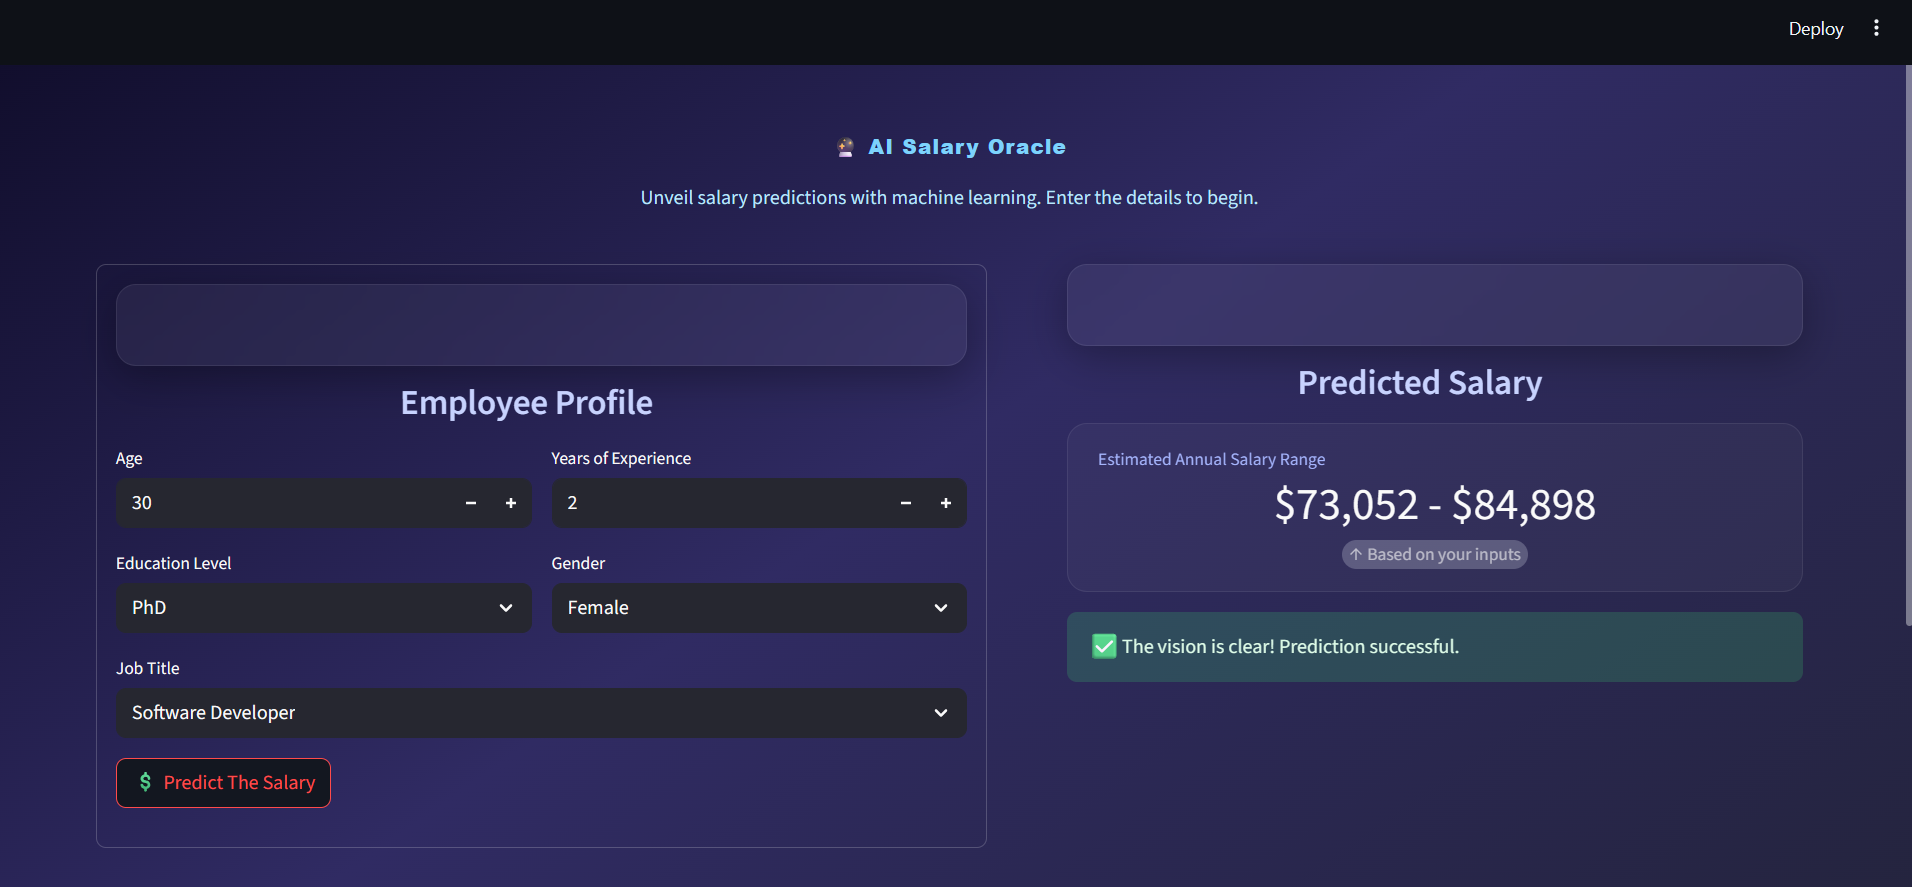 Deploy
AI Salary Oracle
Unveil salary predictions with machine learning. Enter the details to begin.
Employee Profile
Age
Years of Experience
30
2
Education Level
Gender
PhD
Female
Job Title
Software Developer
$ Predict The Salary
Predicted Salary
Estimated Annual Salary Range
$73,052 - $84,898
↑ Based on your inputs
✅ The vision is clear! Prediction successful.